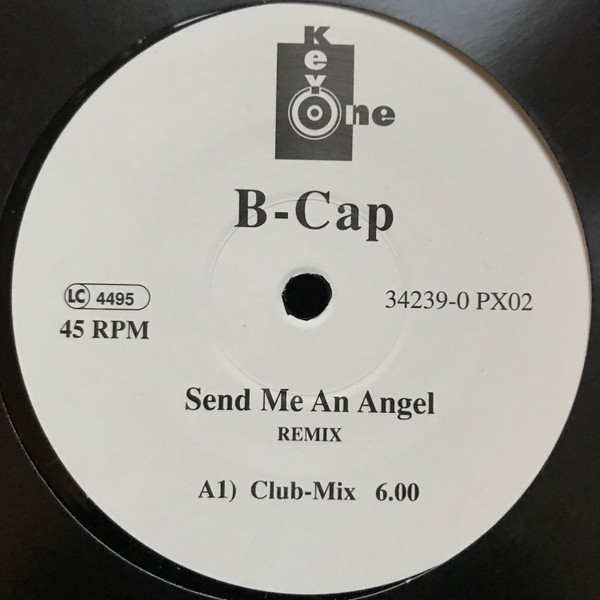 Key One
B-Cap
LC 4495
34239-0 PX02
45 RPM
Send Me An Angel
REMIX
A1) Club-Mix 6.00